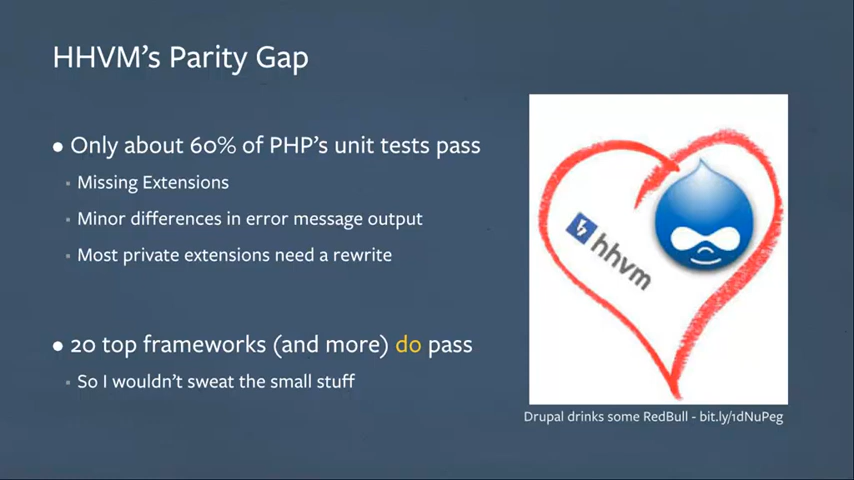 HHVM's Parity Gap
• Only about 60% of PHP's unit tests pass
▪ Missing Extensions
▪ Minor differences in error message output
▪ Most private extensions need a rewrite
• 20 top frameworks (and more) do pass
▪ So I wouldn't sweat the small stuff
hhvm
Drupal drinks some RedBull - bit.ly/1dNuPeg